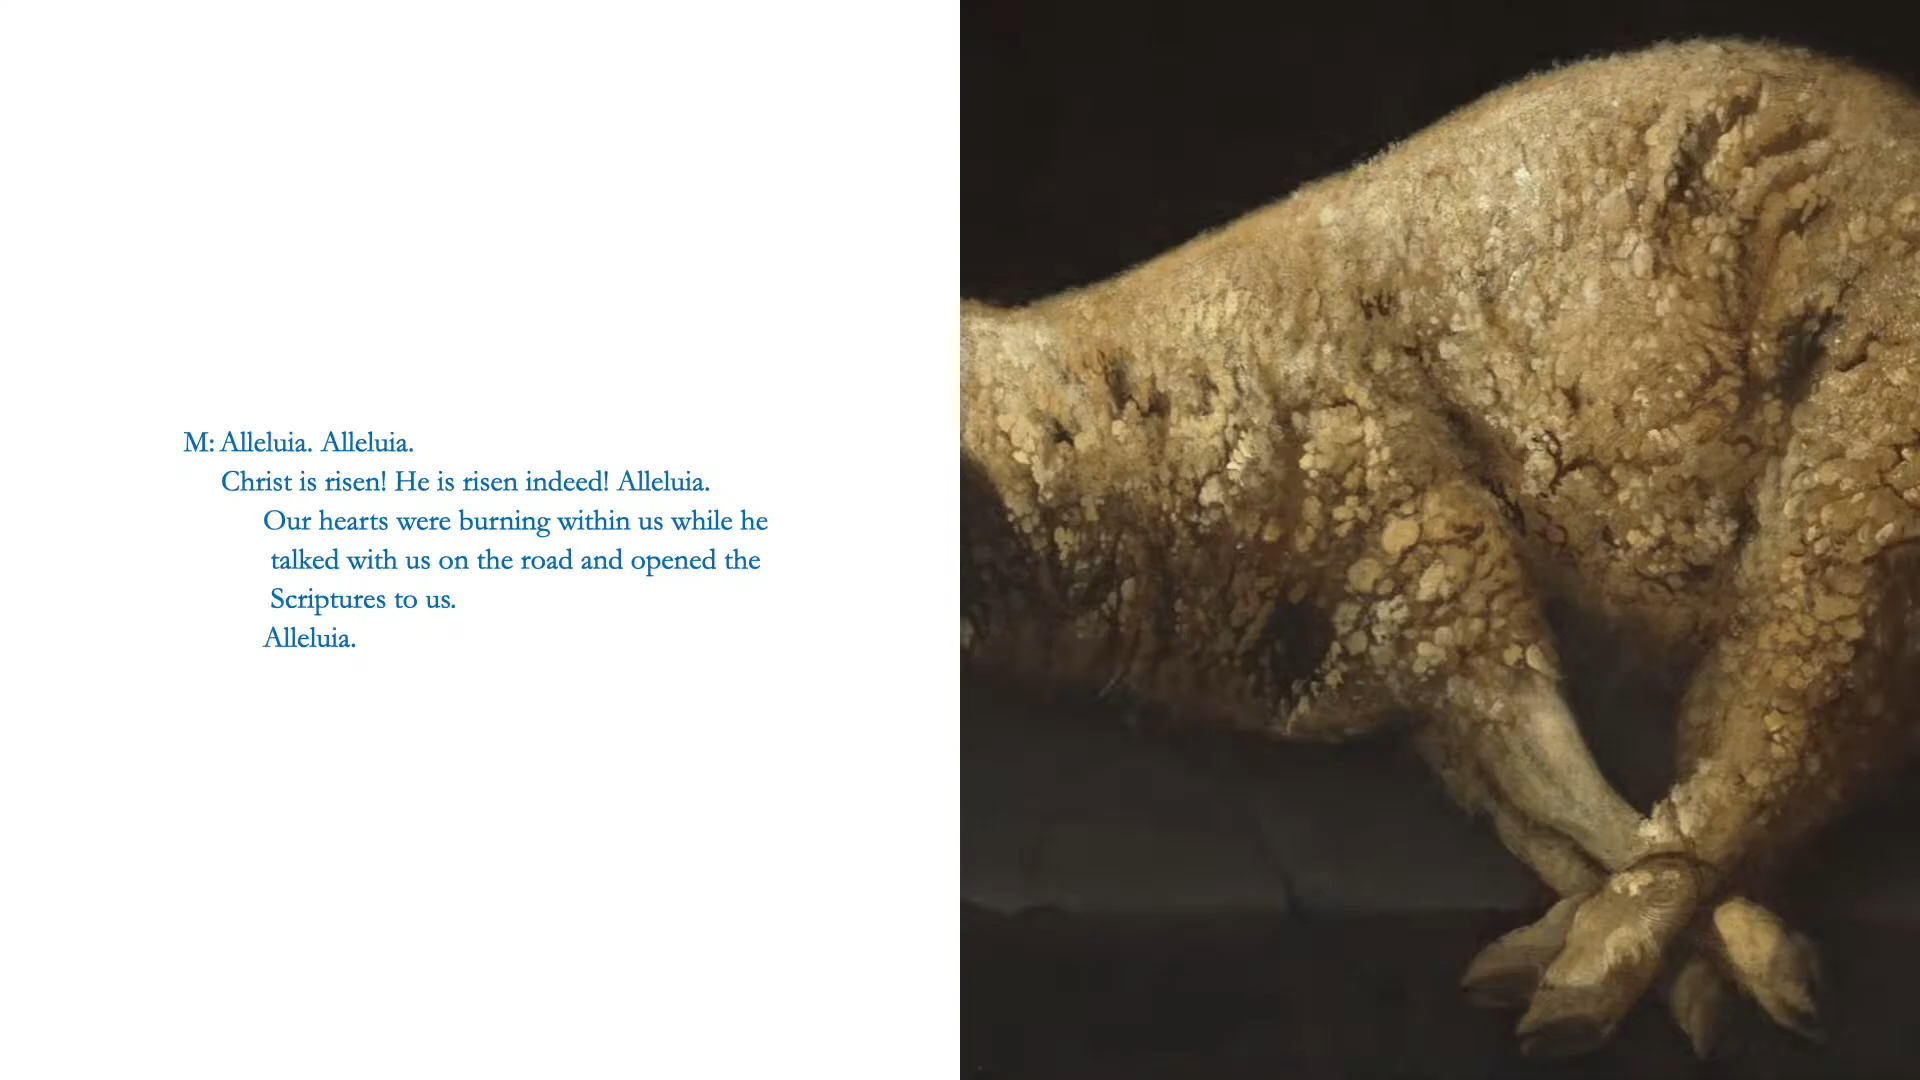 M: Alleluia. Alleluia.
Christ is risen! He is risen indeed! Alleluia.
Our hearts were burning within us while he
talked with us on the road and opened the
Scriptures to us.
Alleluia.